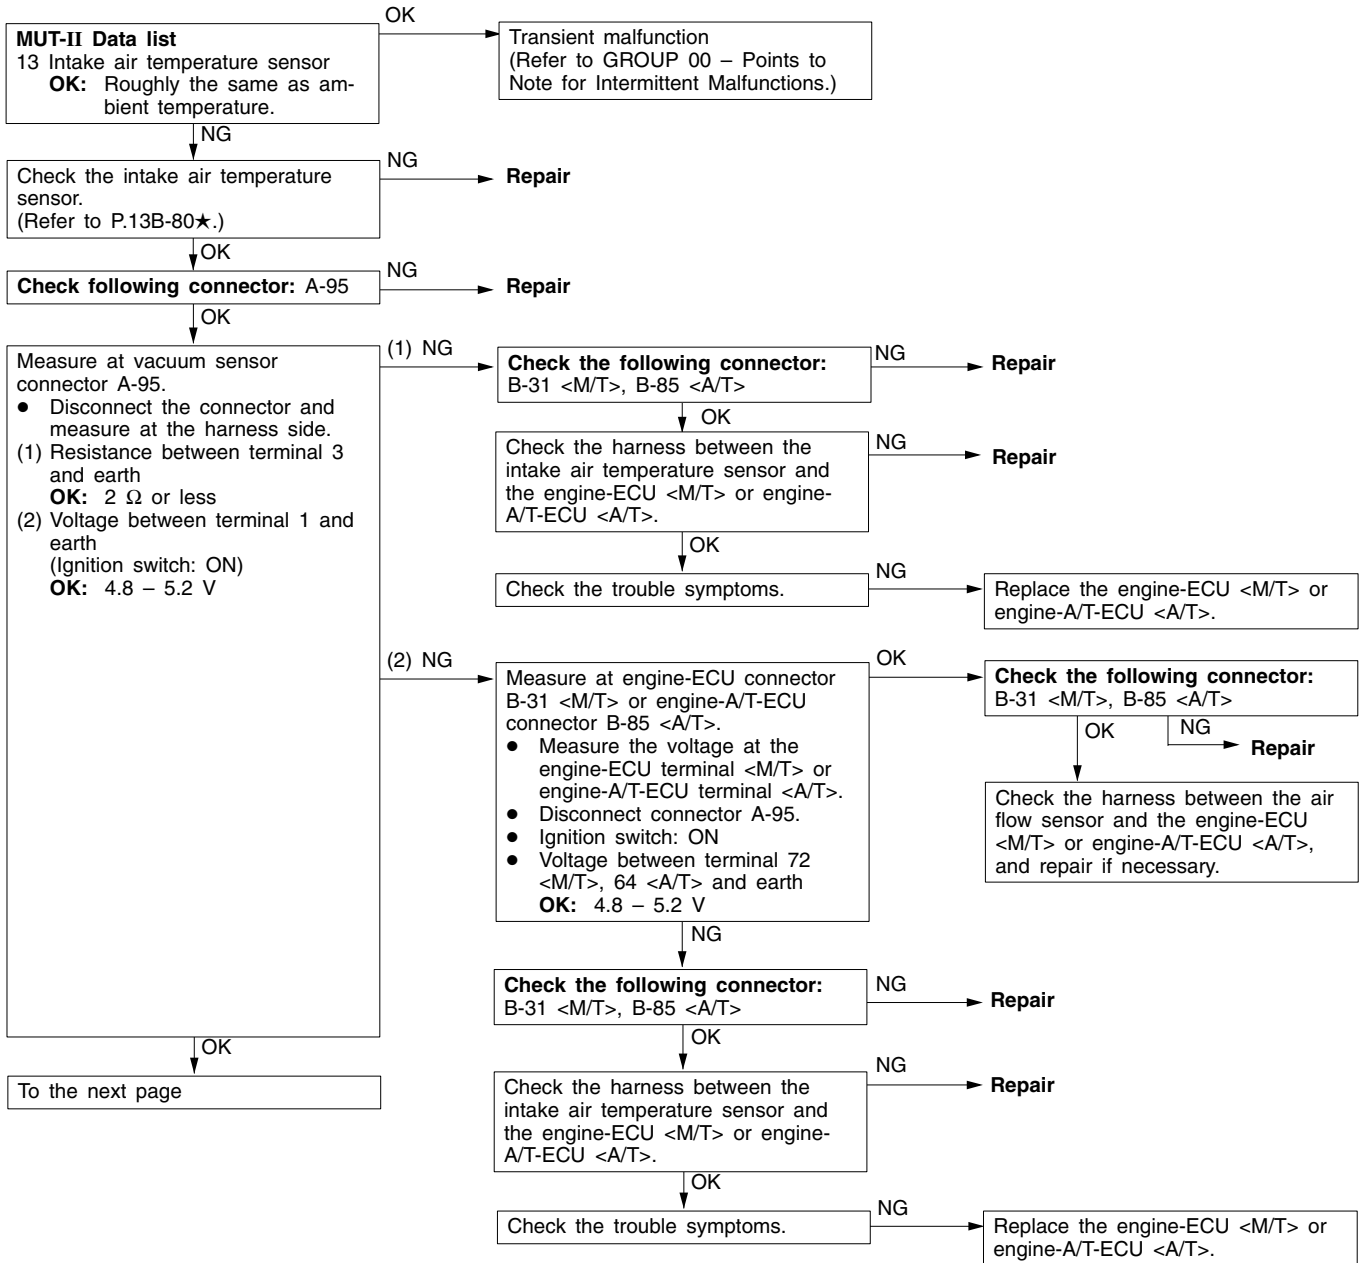 MUT-II Data list
13 Intake air temperature sensor
OK: Roughly the same as am-
bient temperature.
OK
Transient malfunction
(Refer to GROUP 00 – Points to
Note for Intermittent Malfunctions.)
NG
Check the intake air temperature
sensor.
(Refer to P.13B-80★.)
NG
Repair
OK
Check following connector: A-95
NG
Repair
OK
Measure at vacuum sensor
connector A-95.
● Disconnect the connector and
measure at the harness side.
(1) Resistance between terminal 3
and earth
OK: 2 Ω or less
(2) Voltage between terminal 1 and
earth
(Ignition switch: ON)
OK: 4.8 – 5.2 V
(1) NG
Check the following connector:
B-31 <M/T>, B-85 <A/T>
NG
Repair
OK
Check the harness between the
intake air temperature sensor and
the engine-ECU <M/T> or engine-
A/T-ECU <A/T>.
NG
Repair
OK
Check the trouble symptoms.
NG
Replace the engine-ECU <M/T> or
engine-A/T-ECU <A/T>.
(2) NG
Measure at engine-ECU connector
B-31 <M/T> or engine-A/T-ECU
connector B-85 <A/T>.
● Measure the voltage at the
engine-ECU terminal <M/T> or
engine-A/T-ECU terminal <A/T>.
● Disconnect connector A-95.
● Ignition switch: ON
● Voltage between terminal 72
<M/T>, 64 <A/T> and earth
OK: 4.8 – 5.2 V
OK
Check the following connector:
B-31 <M/T>, B-85 <A/T>
OK
NG
Repair
Check the harness between the air
flow sensor and the engine-ECU
<M/T> or engine-A/T-ECU <A/T>,
and repair if necessary.
NG
Check the following connector:
B-31 <M/T>, B-85 <A/T>
NG
Repair
OK
Check the harness between the
intake air temperature sensor and
the engine-ECU <M/T> or engine-
A/T-ECU <A/T>.
NG
Repair
OK
Check the trouble symptoms.
NG
Replace the engine-ECU <M/T> or
engine-A/T-ECU <A/T>.
OK
To the next page